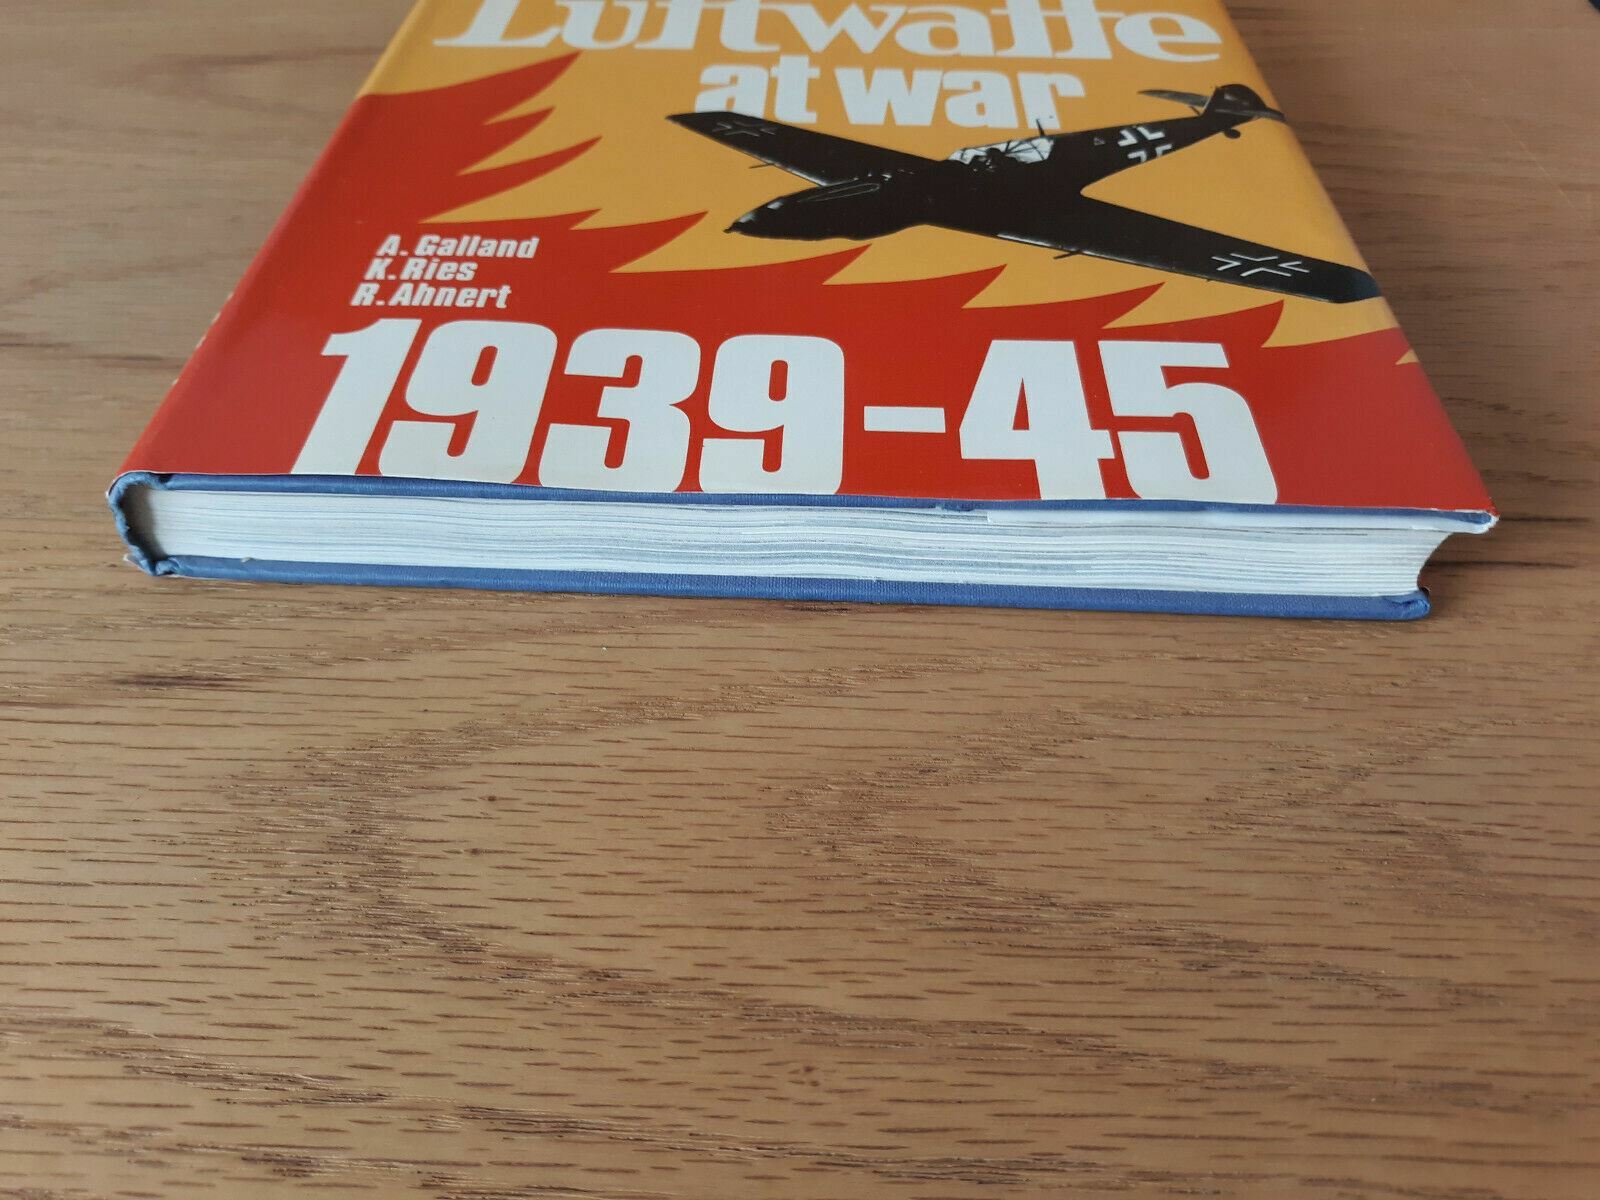 Luftwaffe
at war
A. Galland
K. Ries
R. Ahnert
1939-45